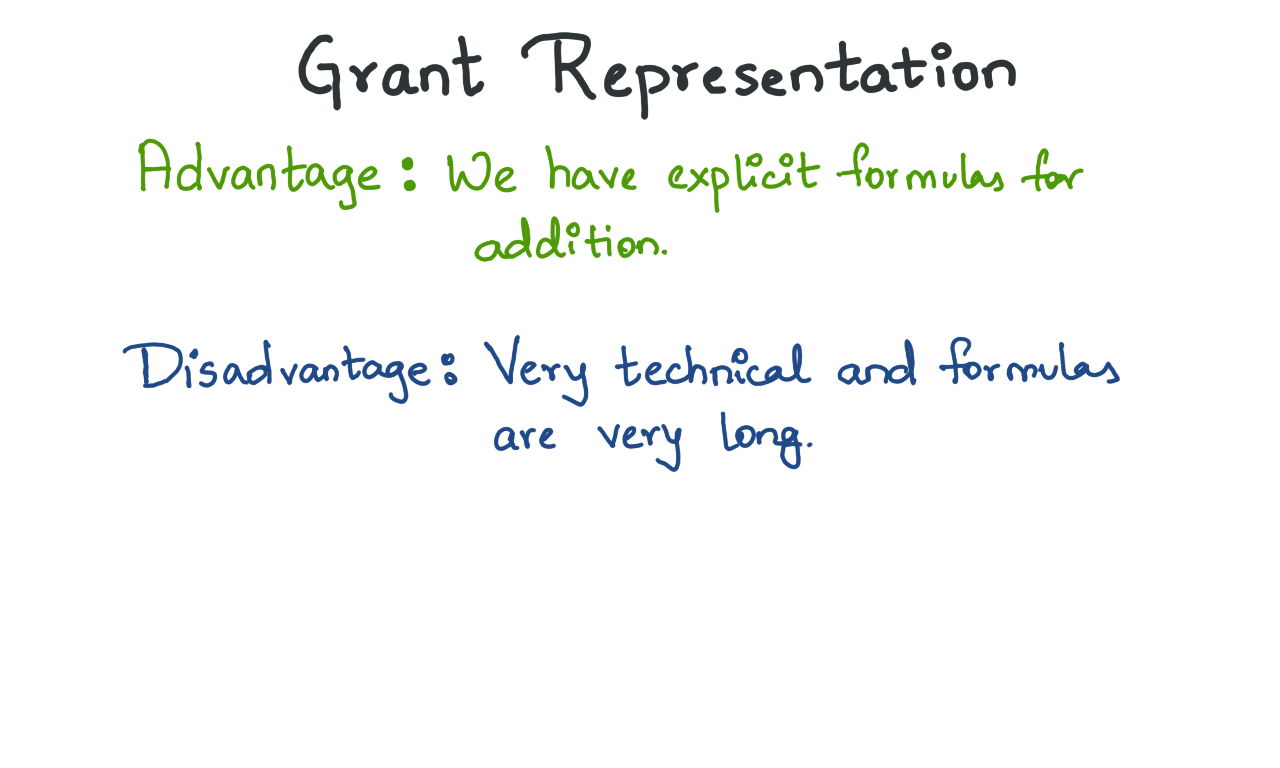 Grant Representation
Advantage: We have explicit formulas for
addition.
Disadvantage: Very technical and formulas
are very long.